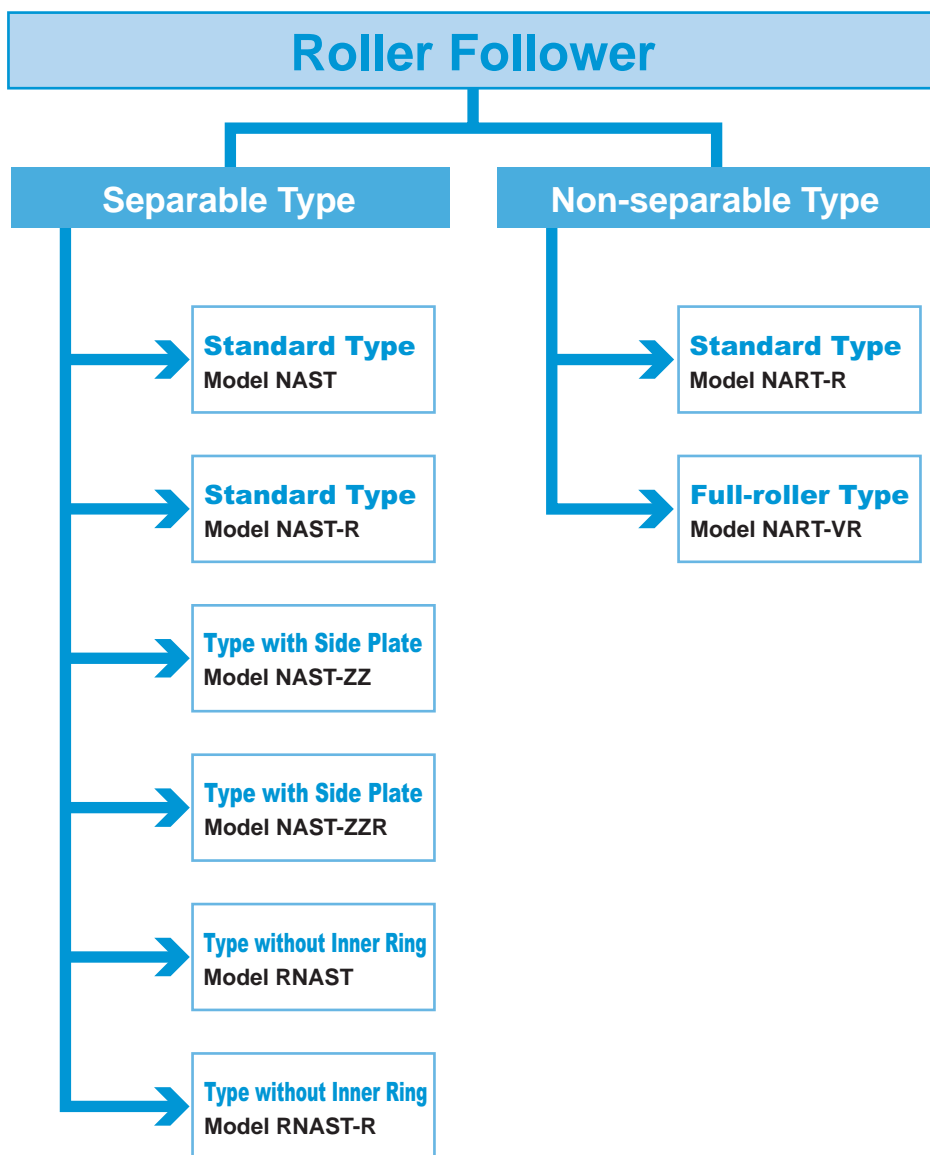 Roller Follower
Separable Type
Non-separable Type
Standard Type
Model NAST
Standard Type
Model NAST-R
Type with Side Plate
Model NAST-ZZ
Type with Side Plate
Model NAST-ZZR
Type without Inner Ring
Model RNAST
Type without Inner Ring
Model RNAST-R
Standard Type
Model NART-R
Full-roller Type
Model NART-VR